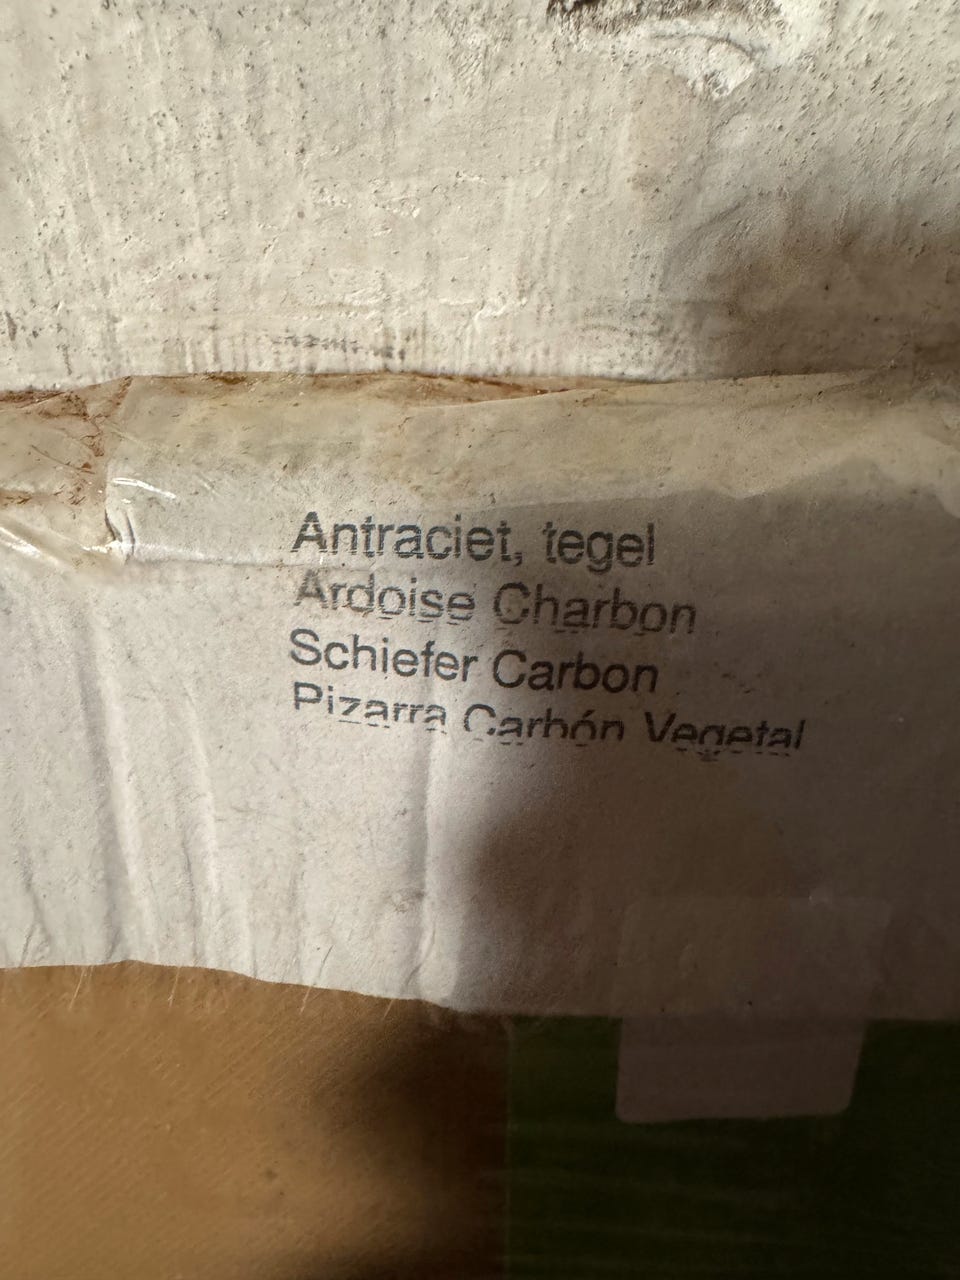 Antraciet, tegel
Ardoise Charbon
Schiefer Carbon
Pizarra Carbón Vegetal